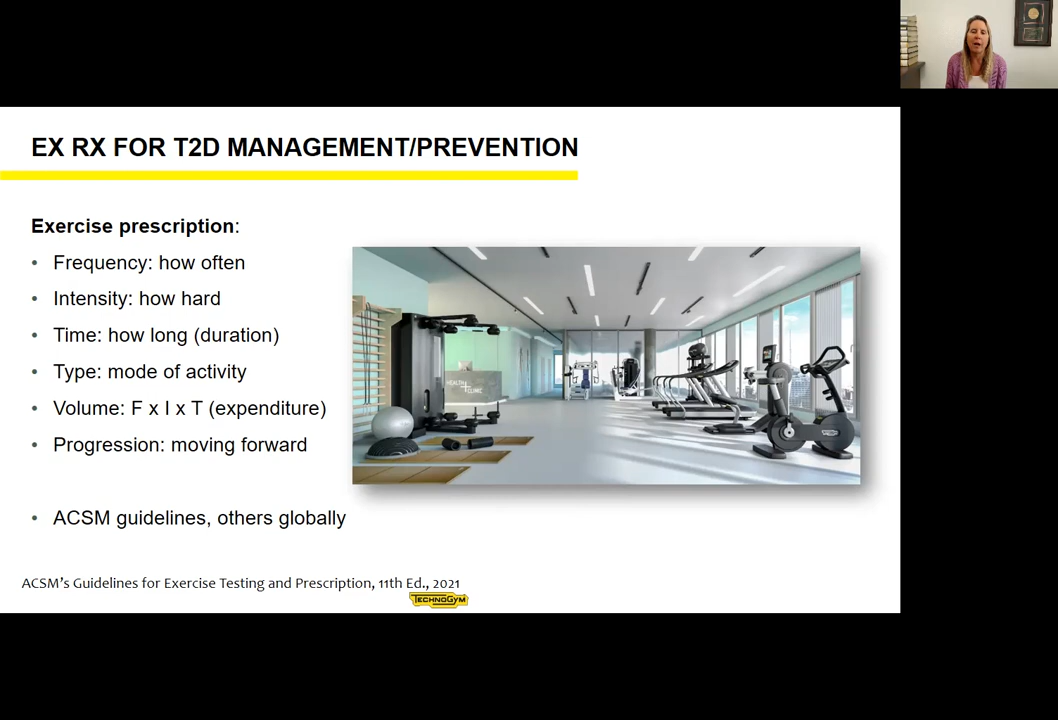 EX RX FOR T2D MANAGEMENT/PREVENTION
Exercise prescription:
• Frequency: how often
• Intensity: how hard
• Time: how long (duration)
• Type: mode of activity
• Volume: F x I x T (expenditure)
• Progression: moving forward
HEALTH
CLINIC
• ACSM guidelines, others globally
ACSM's Guidelines for Exercise Testing and Prescription, 11th Ed., 2021
TECHNOGYM